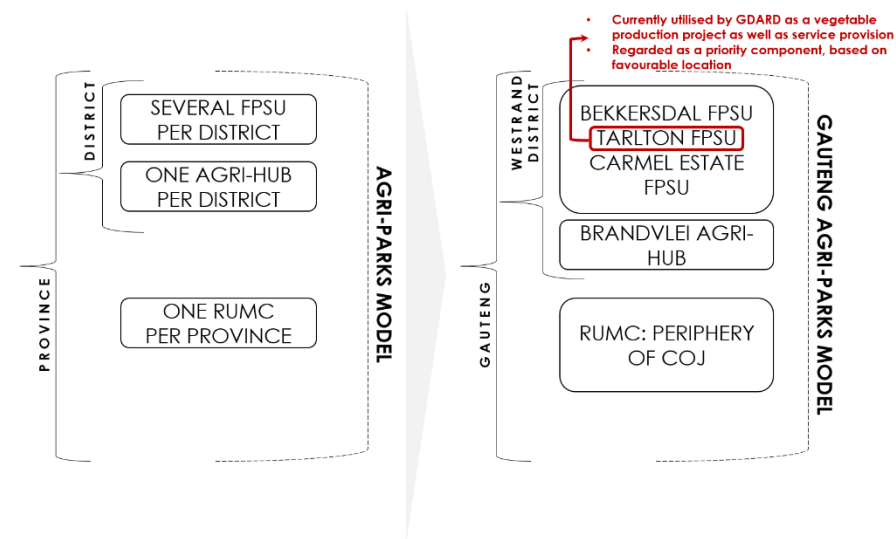 PROVINCE
DISTRICT
SEVERAL FPSU
PER DISTRICT
ONE AGRI-HUB
PER DISTRICT
ONE RUMC
PER PROVINCE
AGRI-PARKS MODEL
• Currently utilised by GDARD as a vegetable
production project as well as service provision
• Regarded as a priority component, based on
favourable location
GAUTENG
WESTRAND
DISTRICT
BEKKERSDAL FPSU
TARLTON FPSU
CARMEL ESTATE
FPSU
BRANDVLEI AGRI-
HUB
RUMC: PERIPHERY
OF COJ
GAUTENG AGRI-PARKS MODEL